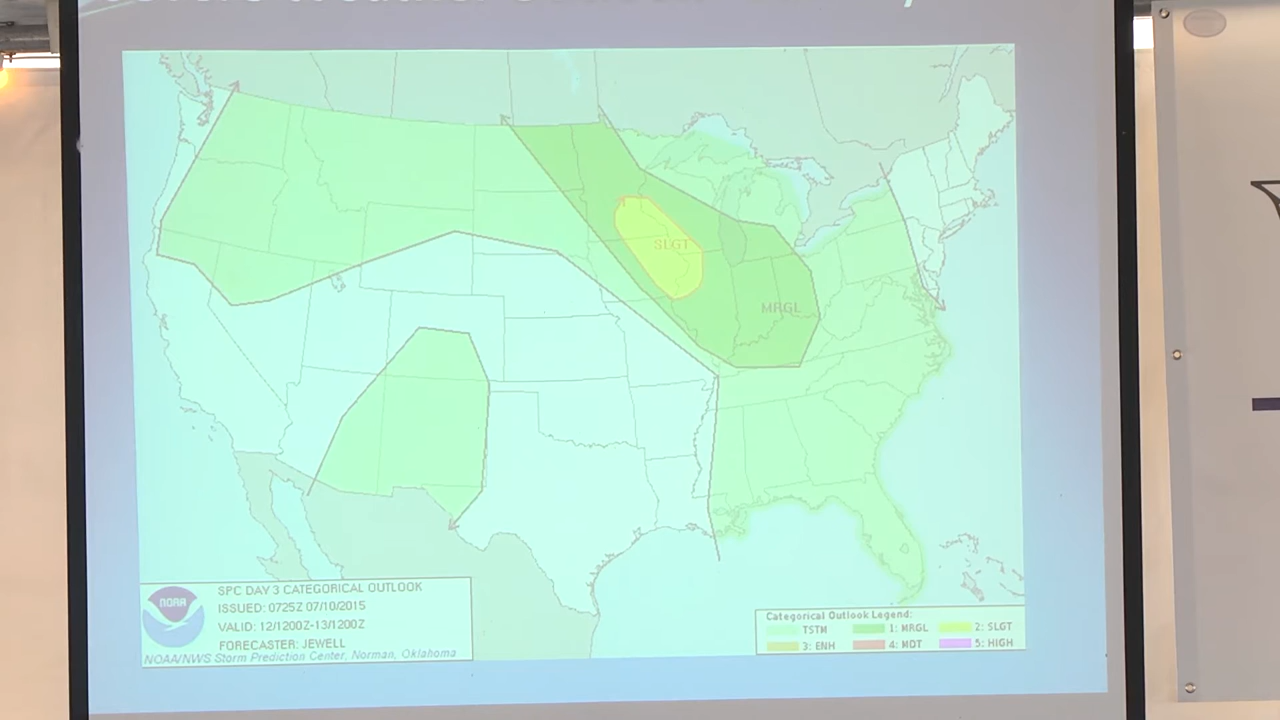 SLGT
MRGL
SPC DAY 3 CATEGORICAL OUTLOOK
ISSUED: 0725Z 07/10/2015
VALID: 12/1200Z-13/1200Z
FORECASTER: JEWELL
NOAA/NWS Storm Prediction Center, Norman, Oklahoma
NOAA
Categorical Outlook Legend:
TSTM 1: MRGL 2: SLGT
3: ENH 4: MDT 5: HIGH